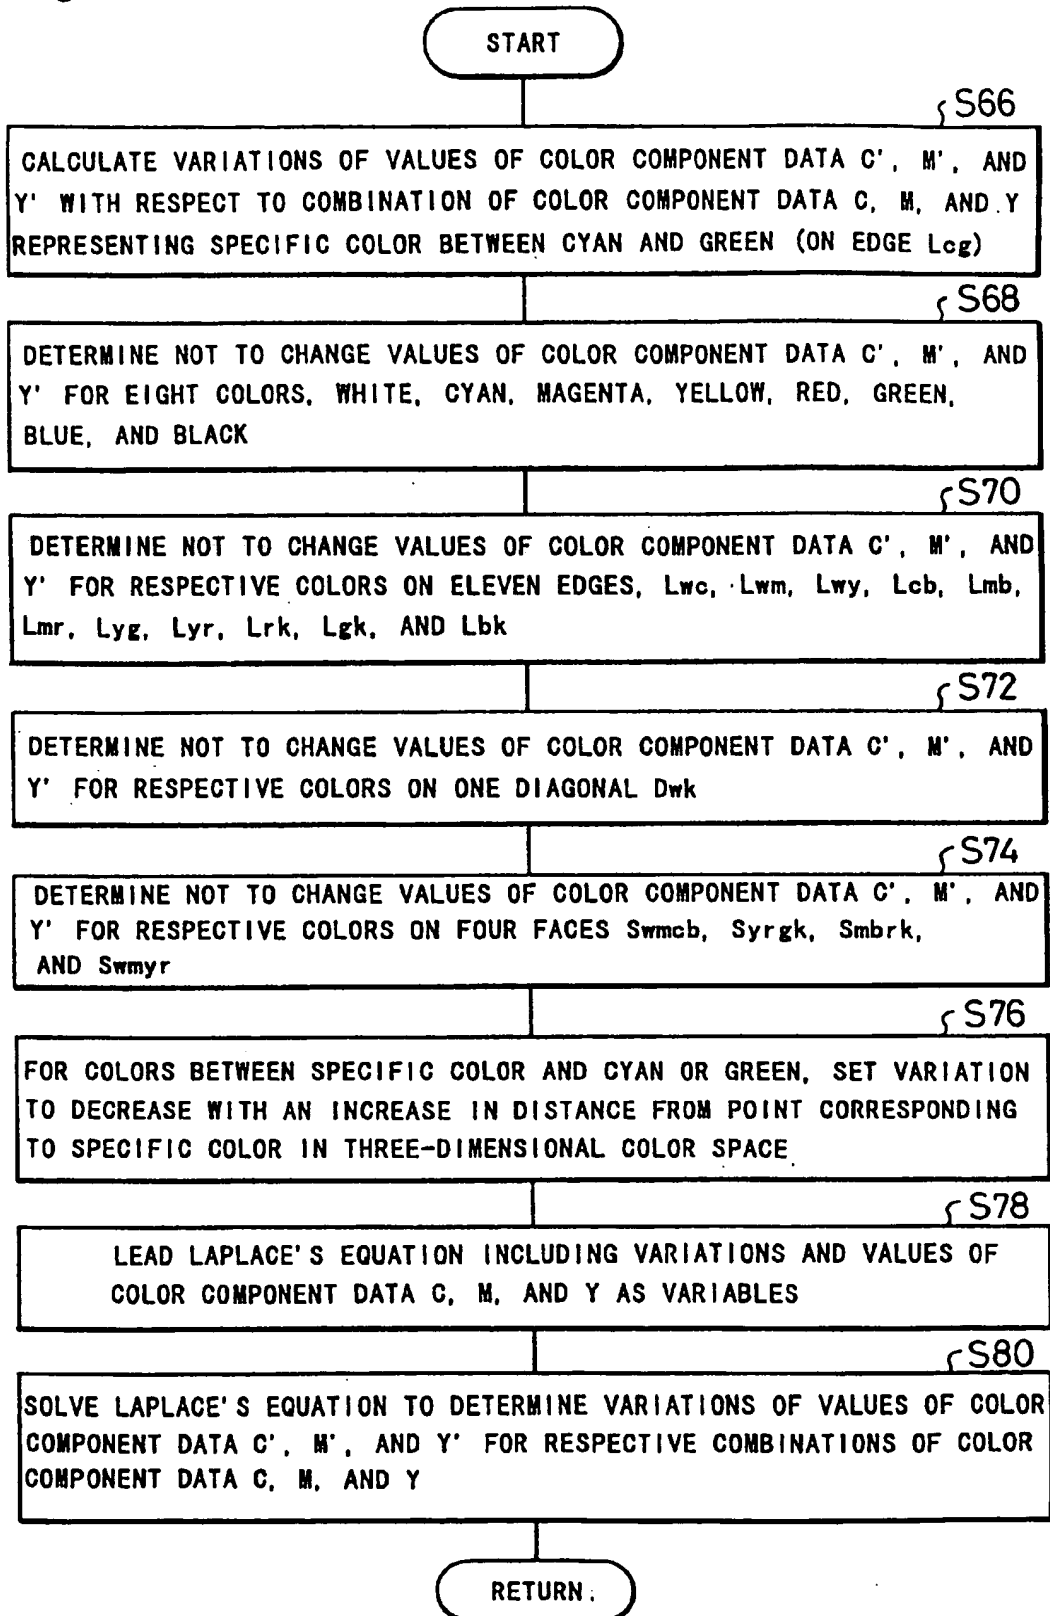 START
S66
CALCULATE VARIATIONS OF VALUES OF COLOR COMPONENT DATA C', M', AND
Y' WITH RESPECT TO COMBINATION OF COLOR COMPONENT DATA C, M, AND Y
REPRESENTING SPECIFIC COLOR BETWEEN CYAN AND GREEN (ON EDGE Lcg)
S68
DETERMINE NOT TO CHANGE VALUES OF COLOR COMPONENT DATA C', M', AND
Y' FOR EIGHT COLORS, WHITE, CYAN, MAGENTA, YELLOW, RED, GREEN,
BLUE, AND BLACK
S70
DETERMINE NOT TO CHANGE VALUES OF COLOR COMPONENT DATA C', M', AND
Y' FOR RESPECTIVE COLORS ON ELEVEN EDGES, Lwc, Lwm, Lwy, Lcb, Lmb,
Lmr, Lyg, Lyr, Lrk, Lgk, AND Lbk
S72
DETERMINE NOT TO CHANGE VALUES OF COLOR COMPONENT DATA C', M', AND
Y' FOR RESPECTIVE COLORS ON ONE DIAGONAL Dwk
S74
DETERMINE NOT TO CHANGE VALUES OF COLOR COMPONENT DATA C', M', AND
Y' FOR RESPECTIVE COLORS ON FOUR FACES Swmcb, Syrgk, Smbrk,
AND Swmyr
S76
FOR COLORS BETWEEN SPECIFIC COLOR AND CYAN OR GREEN, SET VARIATION
TO DECREASE WITH AN INCREASE IN DISTANCE FROM POINT CORRESPONDING
TO SPECIFIC COLOR IN THREE-DIMENSIONAL COLOR SPACE
S78
LEAD LAPLACE'S EQUATION INCLUDING VARIATIONS AND VALUES OF
COLOR COMPONENT DATA C, M, AND Y AS VARIABLES
S80
SOLVE LAPLACE'S EQUATION TO DETERMINE VARIATIONS OF VALUES OF COLOR
COMPONENT DATA C', M', AND Y' FOR RESPECTIVE COMBINATIONS OF COLOR
COMPONENT DATA C, M, AND Y
RETURN